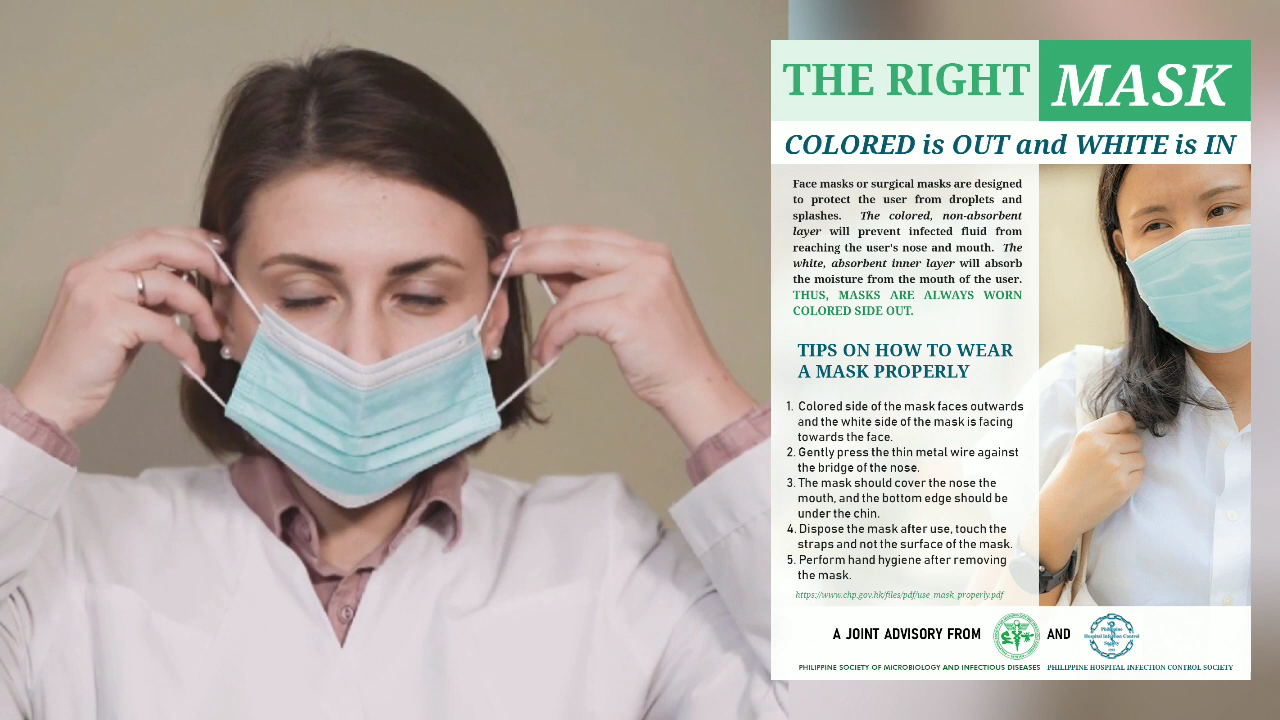 THE RIGHT MASK
COLORED is OUT and WHITE is IN
Face masks or surgical masks are designed
to protect the user from droplets and
splashes. The colored, non-absorbent
layer will prevent infected fluid from
reaching the user's nose and mouth. The
white, absorbent inner layer will absorb
the moisture from the mouth of the user.
THUS, MASKS ARE ALWAYS WORN
COLORED SIDE OUT.
TIPS ON HOW TO WEAR
A MASK PROPERLY
1. Colored side of the mask faces outwards
and the white side of the mask is facing
towards the face.
2. Gently press the thin metal wire against
the bridge of the nose.
3. The mask should cover the nose the
mouth, and the bottom edge should be
under the chin.
4. Dispose the mask after use, touch the
straps and not the surface of the mask.
5. Perform hand hygiene after removing
the mask.
https://www.chp.gov.hk/files/pdf/use_mask_properly.pdf
A JOINT ADVISORY FROM AND
Philippine
Hospital Infection Control
Society
PHILIPPINE SOCIETY OF MICROBIOLOGY AND INFECTIOUS DISEASES PHILIPPINE HOSPITAL INFECTION CONTROL SOCIETY